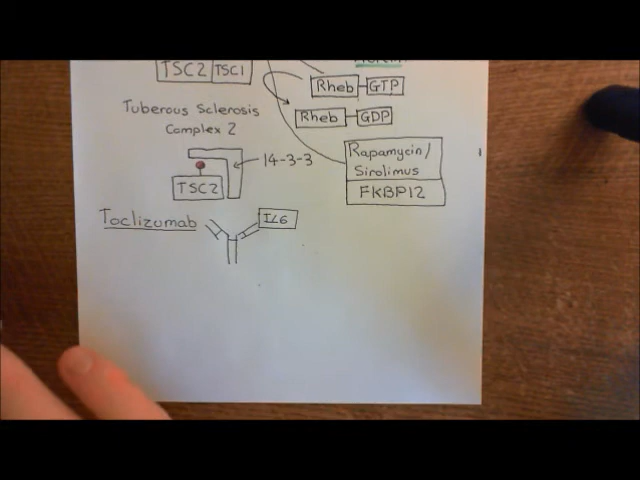 TSC2 TSC1
Rheb GTP
Rheb GDP
Tuberous Sclerosis
Complex 2
14-3-3
TSC2
Rapamycin/
Sirolimus
FKBP12
Toclizumab
IL6